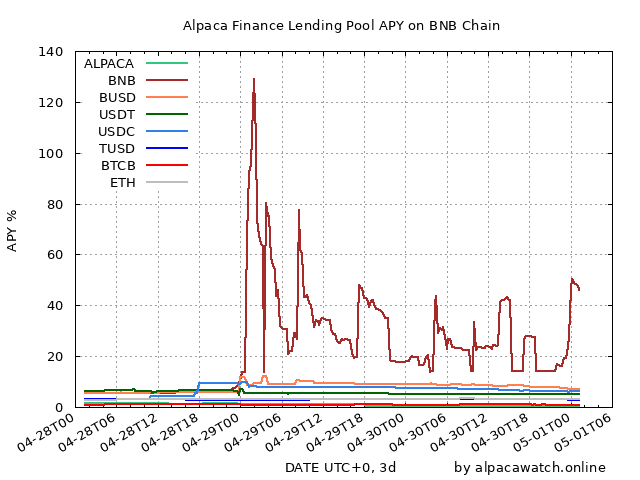 Alpaca Finance Lending Pool APY on BNB Chain
140
120
100
80
60
40
20
0
APY %
ALPACA
BNB
BUSD
USDT
USDC
TUSD
BTCB
ETH
04-28T00
04-28T06
04-28T12
04-28T18
04-29T00
04-29T06
04-29T12
04-29T18
04-30T00
04-30T06
04-30T12
04-30T18
05-01T00
05-01T06
DATE UTC+0, 3d
by alpacawatch.online